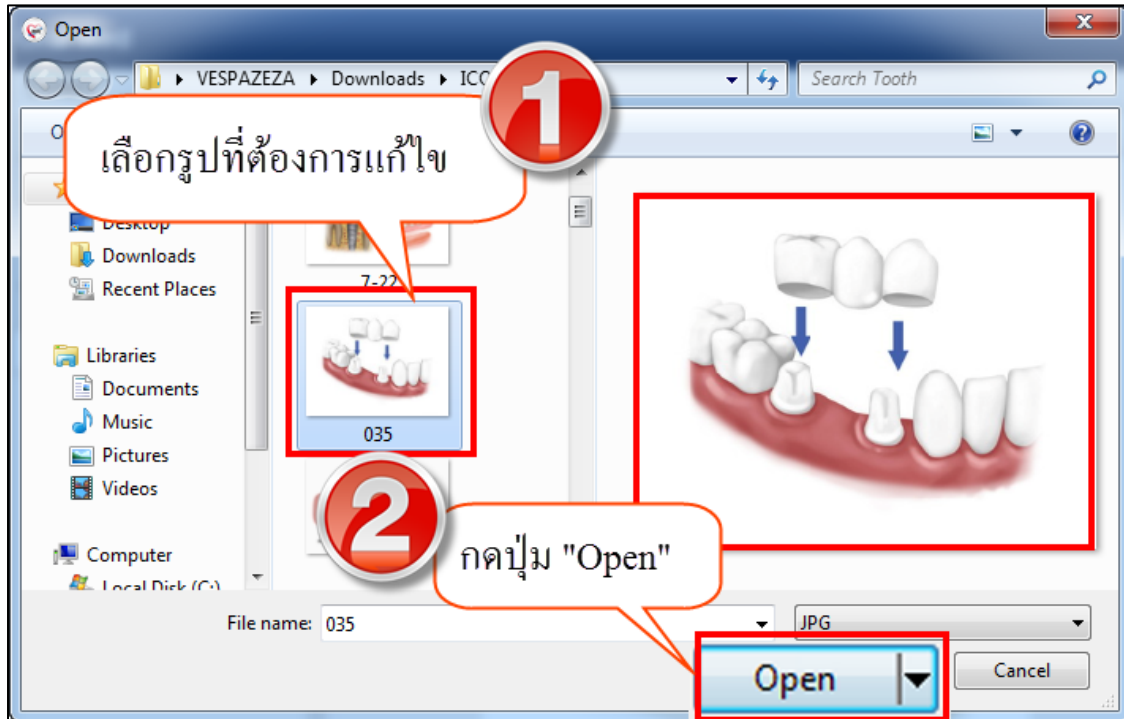 Open
VESPAZEZA Downloads
Search Tooth
1
เลือกรูปที่ต้องการแก้ไข
Desktop
Downloads
Recent Places
7-22
Libraries
Documents
Music
Pictures
Videos
035
2
กดปุ่ม "Open"
Computer
Local Disk (C:)
File name: 035
JPG
Open
Cancel